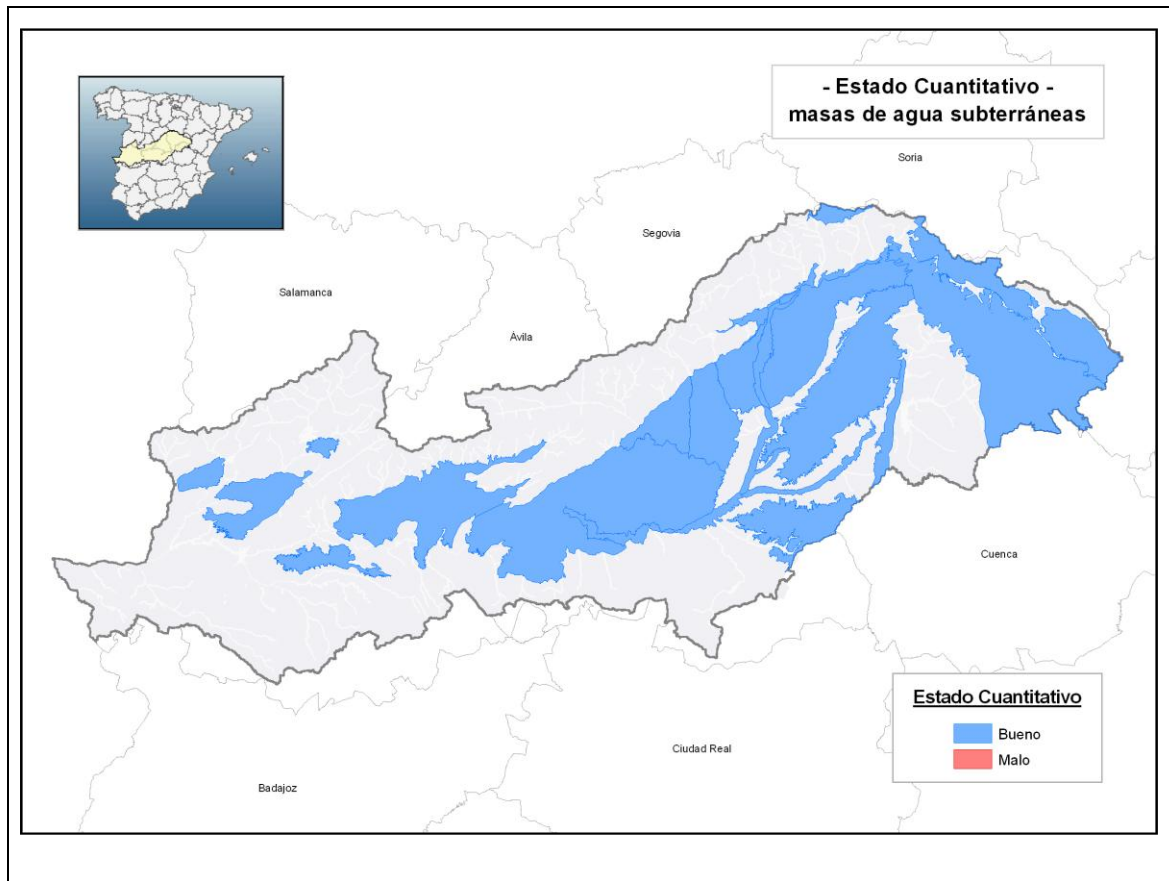 - Estado Cuantitativo -
masas de agua subterráneas
Soria
Segovia
Salamanca
Ávila
Cuenca
Estado Cuantitativo
Bueno
Malo
Ciudad Real
Badajoz